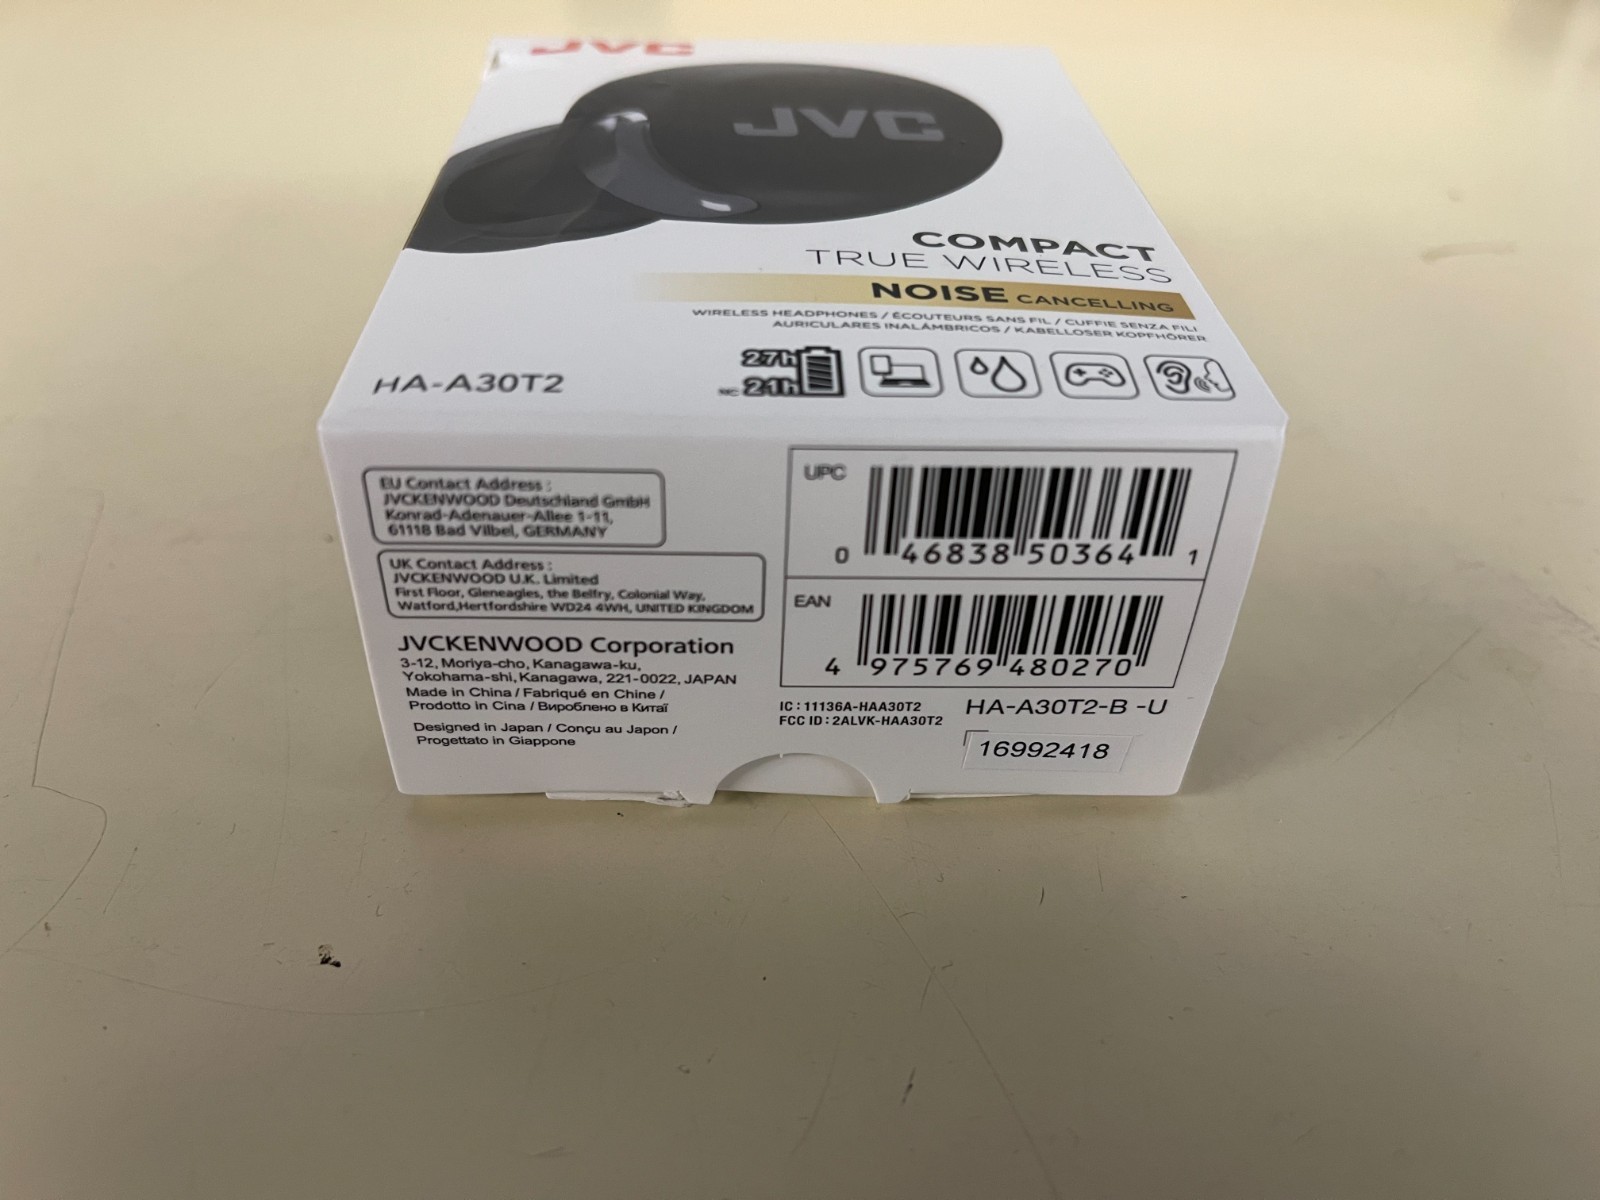 JVC
JVC
COMPACT
TRUE WIRELESS
NOISE CANCELLING
WIRELESS HEADPHONES / ÉCOUTEURS SANS FIL / CUFFIE SENZA FILI
AURICULARES INALÁMBRICOS / KABELLOSER KOPFHÖRER
HA-A30T2
27h
NC 21h
EU Contact Address :
JVCKENWOOD Deutschland GmbH
Konrad-Adenauer-Allee 1-11,
61118 Bad Vilbel, GERMANY
UK Contact Address :
JVCKENWOOD U.K. Limited
First Floor, Gleneagles, the Belfry, Colonial Way,
Watford,Hertfordshire WD24 4WH, UNITED KINGDOM
JVCKENWOOD Corporation
3-12, Moriya-cho, Kanagawa-ku,
Yokohama-shi, Kanagawa, 221-0022, JAPAN
Made in China / Fabriqué en Chine /
Prodotto in Cina / Вироблено в Китаї
Designed in Japan / Conçu au Japon /
Progettato in Giappone
UPC
0 46838 50364 1
EAN
4 975769 480270
IC : 11136A-HAA30T2
FCC ID : 2ALVK-HAA30T2
HA-A30T2-B -U
16992418